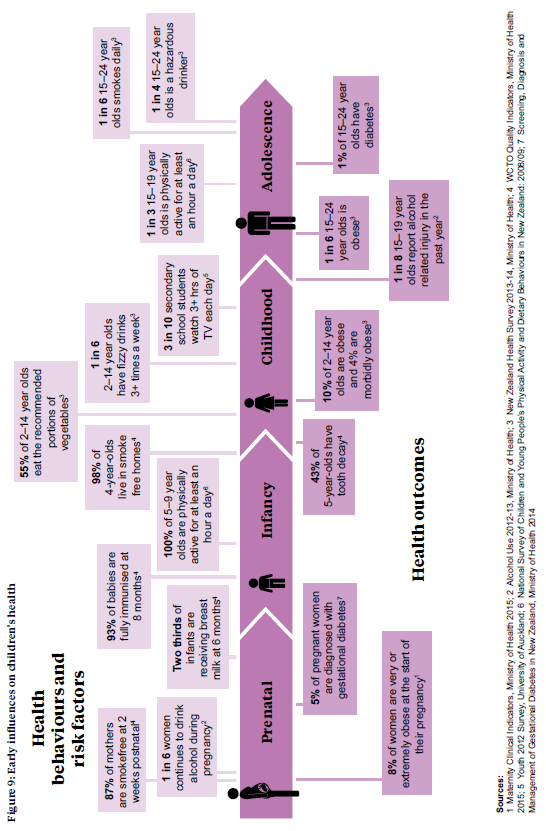 Figure 9: Early influences on children's health
Health
behaviours and
risk factors
87% of mothers
are smokefree at 2
weeks postnatal4
1 in 6 women
continues to drink
alcohol during
pregnancy2
Two thirds of
infants are
receiving breast
milk at 6 months4
93% of babies are
fully immunised at
8 months4
100% of 5–9 year
olds are physically
active for at least an
hour a day6
98% of
4-year-olds
live in smoke
free homes4
55% of 2–14 year olds
eat the recommended
portions of
vegetables3
1 in 6
2–14 year olds
have fizzy drinks
3+ times a week3
3 in 10 secondary
school students
watch 3+ hrs of
TV each day5
1 in 3 15–19 year
olds is physically
active for at least
an hour a day6
1 in 6 15–24 year
olds smokes daily3
1 in 4 15–24 year
olds is a hazardous
drinker3
Prenatal
Infancy
Childhood
Adolescence
8% of women are very or
extremely obese at the start of
their pregnancy1
5% of pregnant women
are diagnosed with
gestational diabetes7
43% of
5-year-olds have
tooth decay4
10% of 2–14 year
olds are obese
and 4% are
morbidly obese3
1 in 6 15–24
year olds is
obese3
1 in 8 15–19 year
olds report alcohol
related injury in the
past year2
1% of 15–24 year
olds have
diabetes3
Health outcomes
Sources:
1 Maternity Clinical Indicators, Ministry of Health 2015; 2 Alcohol Use 2012-13, Ministry of Health; 3 New Zealand Health Survey 2013-14, Ministry of Health; 4 WCTO Quality Indicators, Ministry of Health
2015; 5 Youth 2012 Survey, University of Auckland; 6 National Survey of Children and Young People's Physical Activity and Dietary Behaviours in New Zealand: 2008/09; 7 Screening, Diagnosis and
Management of Gestational Diabetes in New Zealand, Ministry of Health 2014